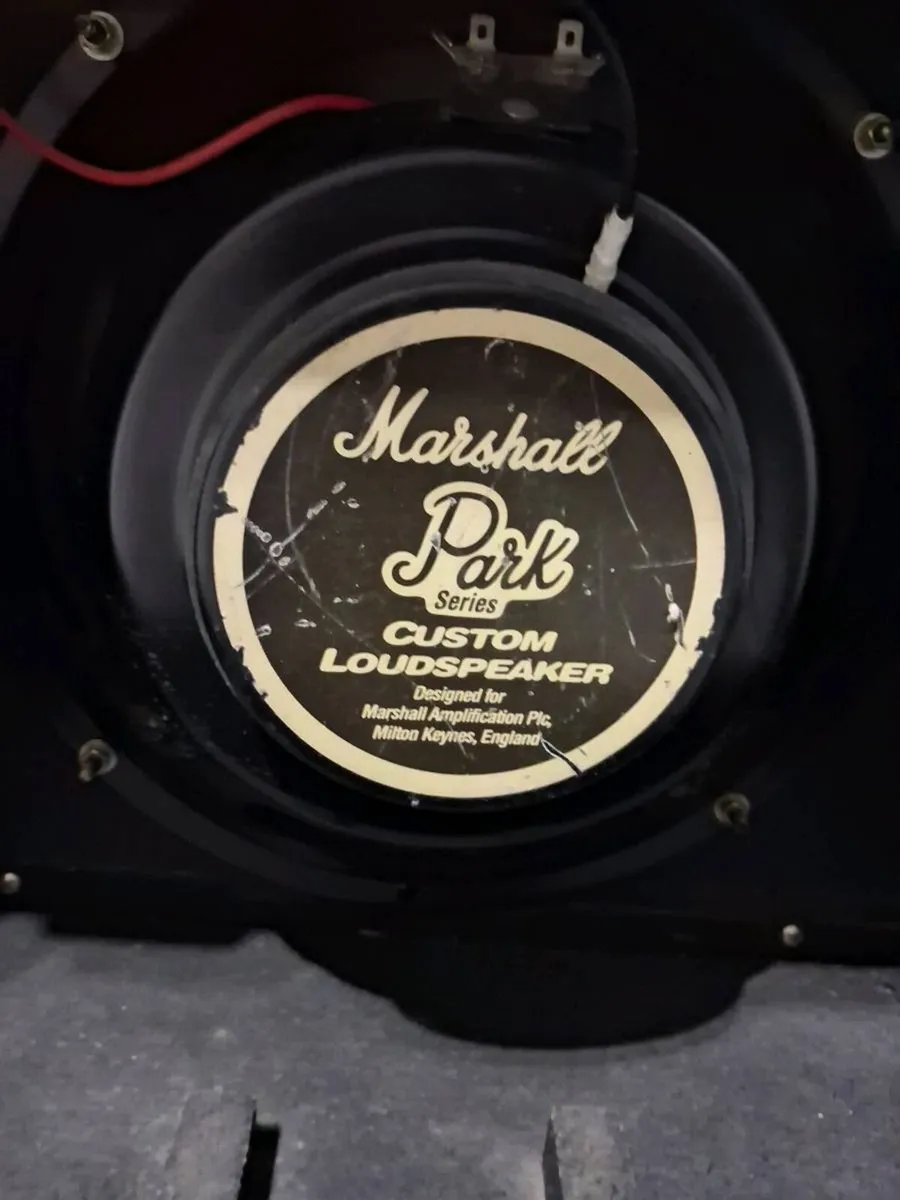 Marshall
Park
Series
CUSTOM
LOUDSPEAKER
Designed for
Marshall Amplification Plc,
Milton Keynes, England